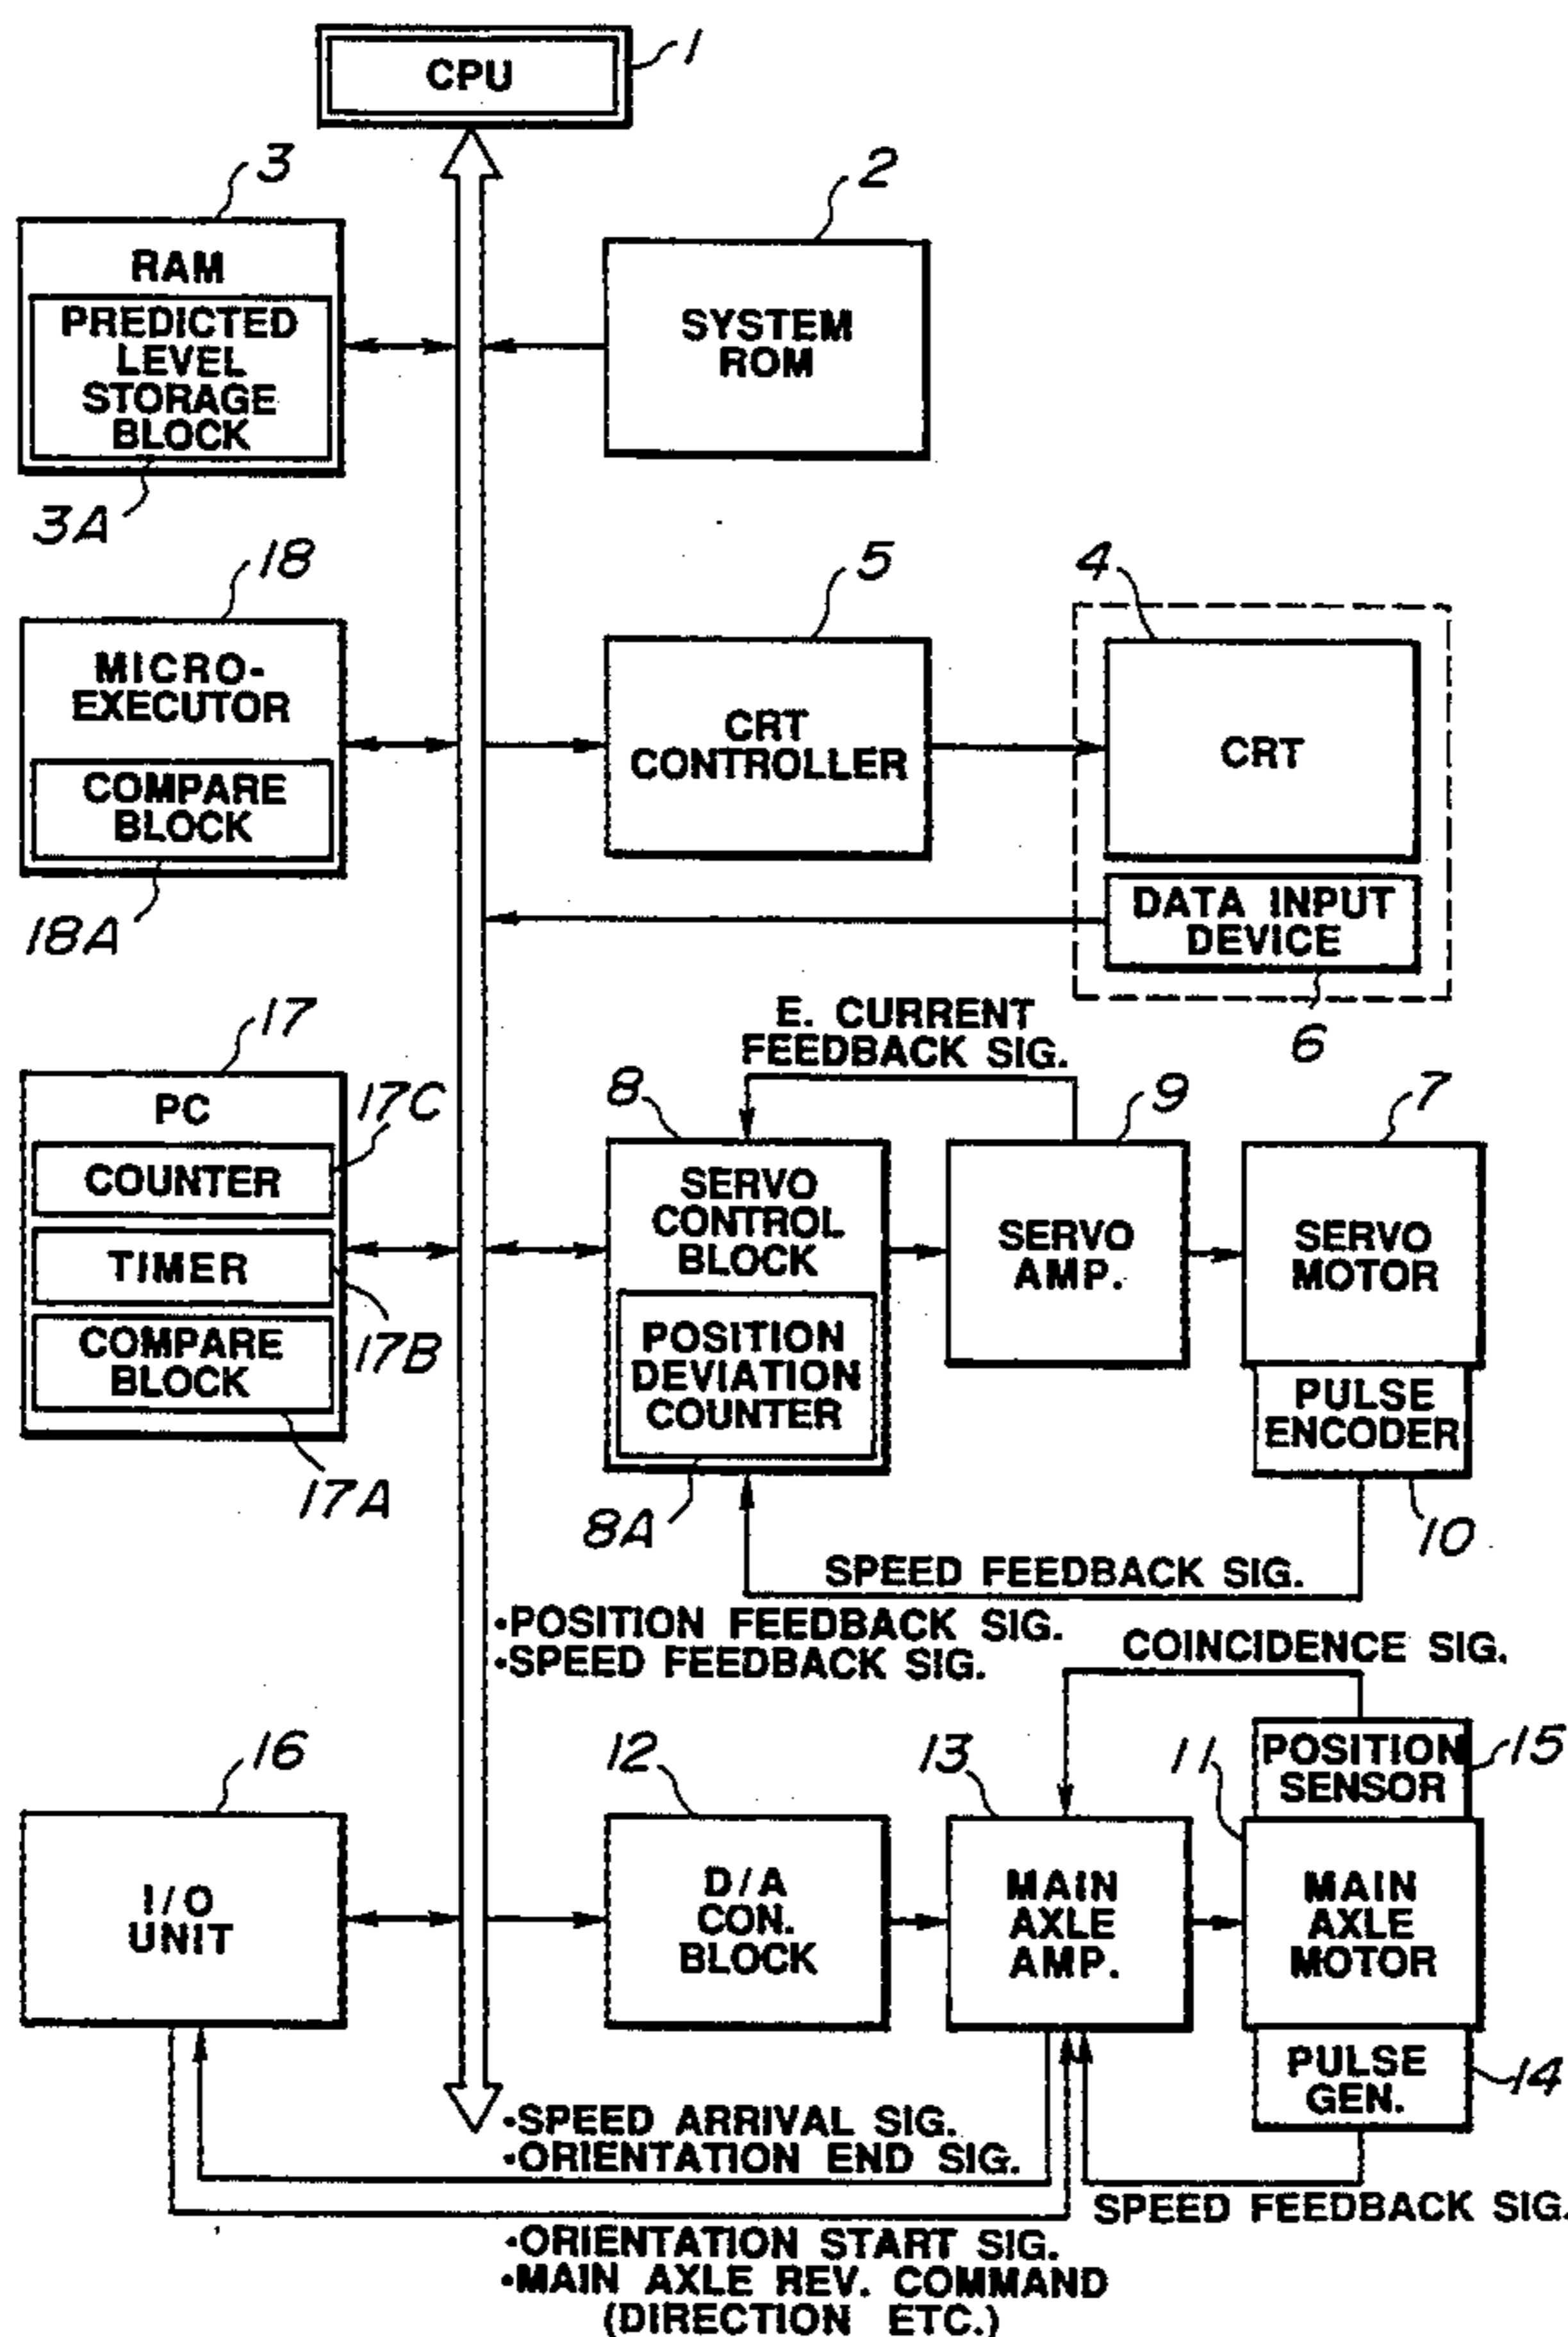 CPU
1
3
2
RAM
PREDICTED
LEVEL
STORAGE
BLOCK
3A
SYSTEM
ROM
18
5
4
MICRO-
EXECUTOR
COMPARE
BLOCK
18A
CRT
CONTROLLER
CRT
DATA INPUT
DEVICE
6
17
PC
17C
COUNTER
TIMER
17B
COMPARE
BLOCK
17A
E. CURRENT
FEEDBACK SIG.
8
9
7
SERVO
CONTROL
BLOCK
POSITION
DEVIATION
COUNTER
8A
SERVO
AMP.
SERVO
MOTOR
PULSE
ENCODER
10
SPEED FEEDBACK SIG.
•POSITION FEEDBACK SIG.
•SPEED FEEDBACK SIG.
COINCIDENCE SIG.
16
12
13
11
POSITION
SENSOR
15
I/O
UNIT
D/A
CON.
BLOCK
MAIN
AXLE
AMP.
MAIN
AXLE
MOTOR
PULSE
GEN.
14
•SPEED ARRIVAL SIG.
•ORIENTATION END SIG.
SPEED FEEDBACK SIG.
•ORIENTATION START SIG.
•MAIN AXLE REV. COMMAND
(DIRECTION ETC.)